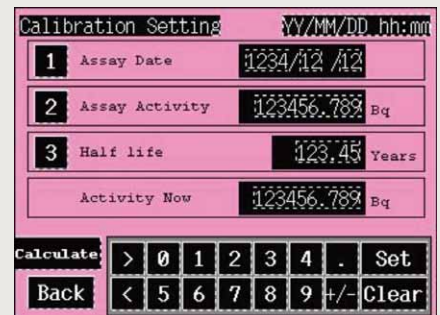 Calibration Setting YY/MM/DD hh:mm
1 Assay Date 1234/12 /12
2 Assay Activity 123456.789 Bq
3 Half life 123.45 Years
Activity Now 123456.789 Bq
Calculate > 0 1 2 3 4 . Set
Back < 5 6 7 8 9 +/- Clear